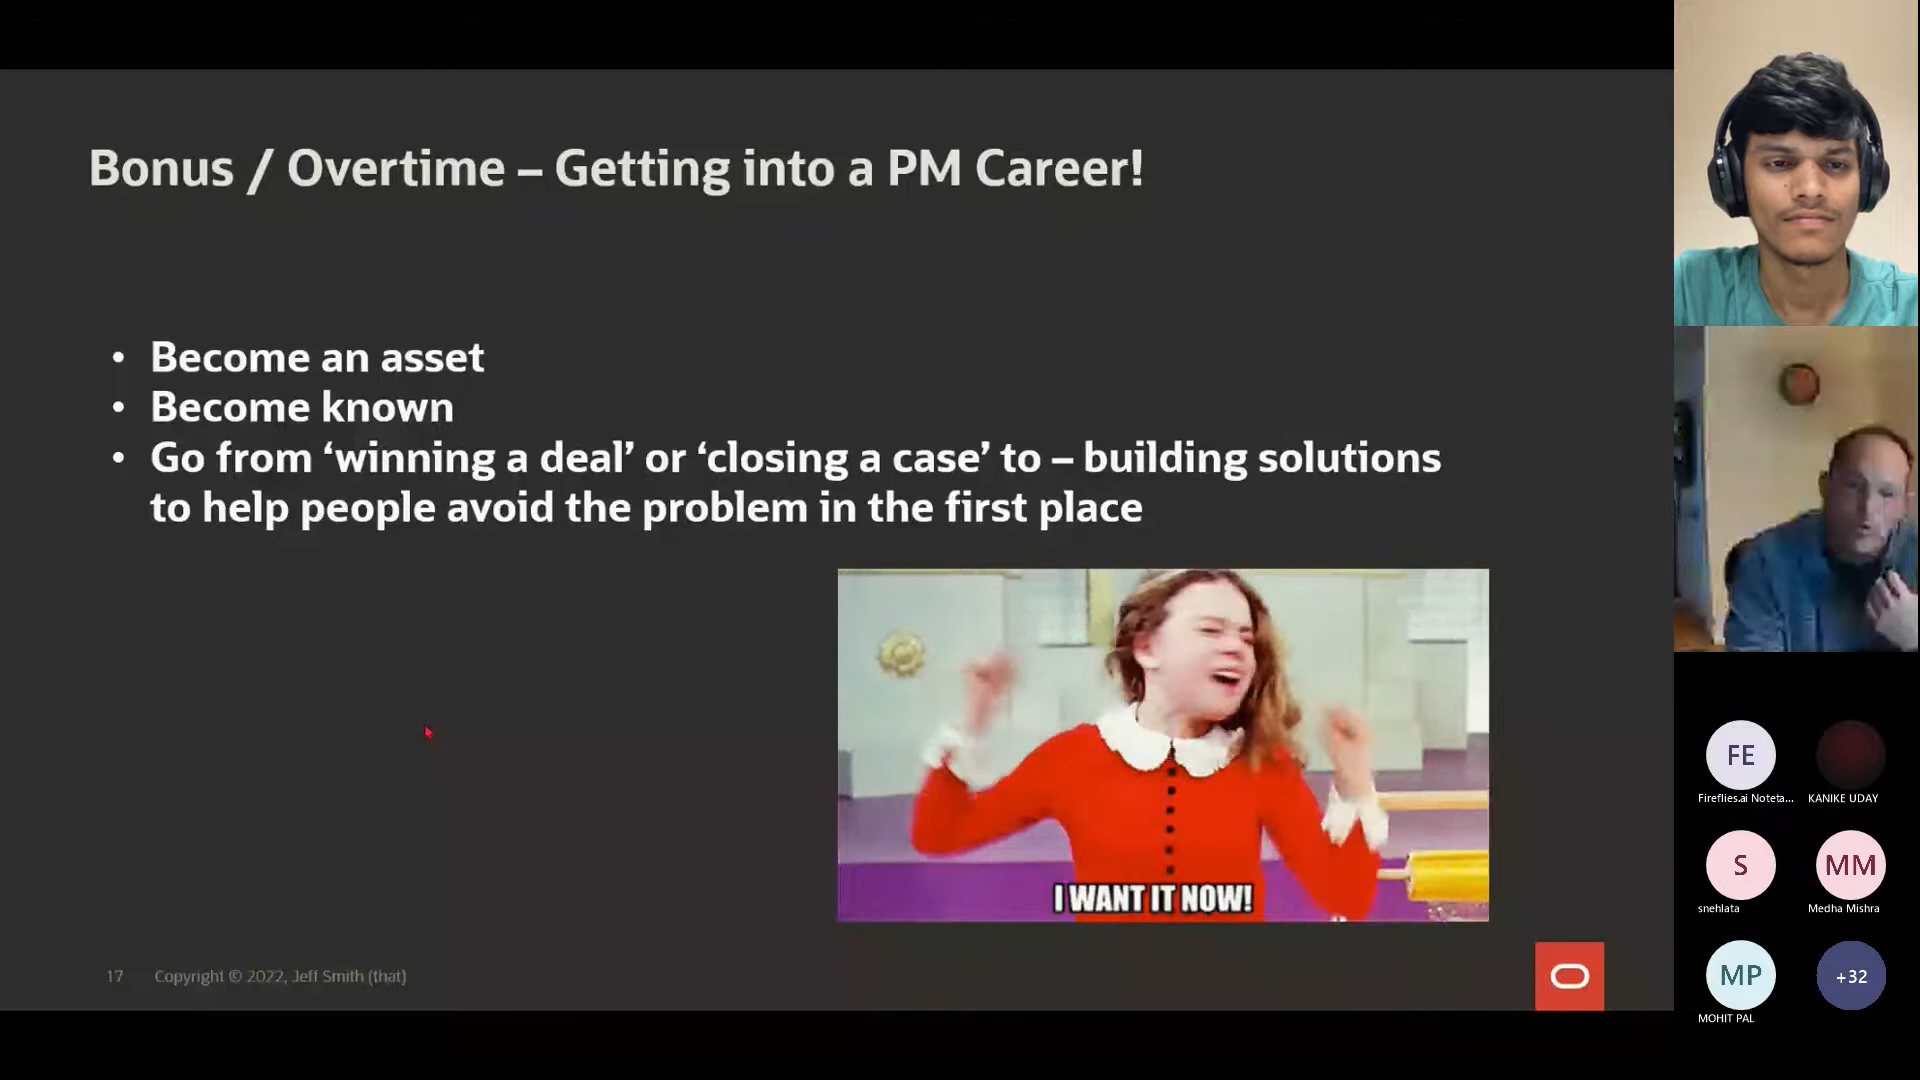 Bonus / Overtime – Getting into a PM Career!
• Become an asset
• Become known
• Go from ‘winning a deal’ or ‘closing a case’ to – building solutions
to help people avoid the problem in the first place
I WANT IT NOW!
17 Copyright © 2022, Jeff Smith (that)
FE
Fireflies.ai Noteta...
KANIKE UDAY
S
snehlata
MM
Medha Mishra
MP
MOHIT PAL
+32